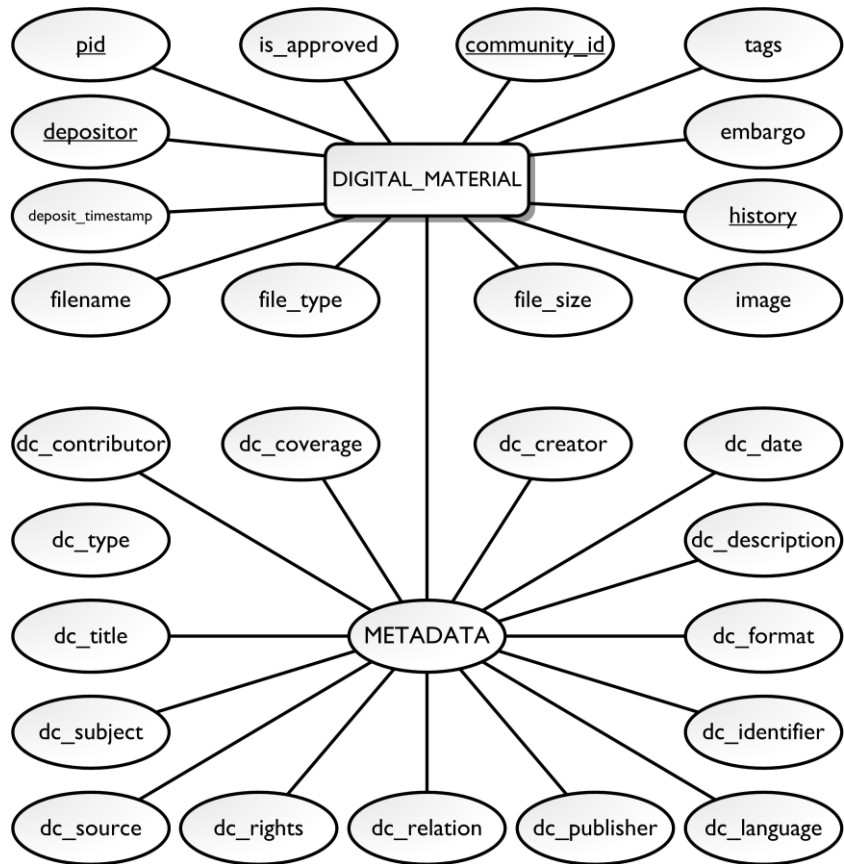 pid
is_approved
community_id
tags
depositor
embargo
DIGITAL_MATERIAL
deposit_timestamp
history
filename
file_type
file_size
image
dc_contributor
dc_coverage
dc_creator
dc_date
dc_type
dc_description
dc_title
METADATA
dc_format
dc_subject
dc_identifier
dc_source
dc_rights
dc_relation
dc_publisher
dc_language